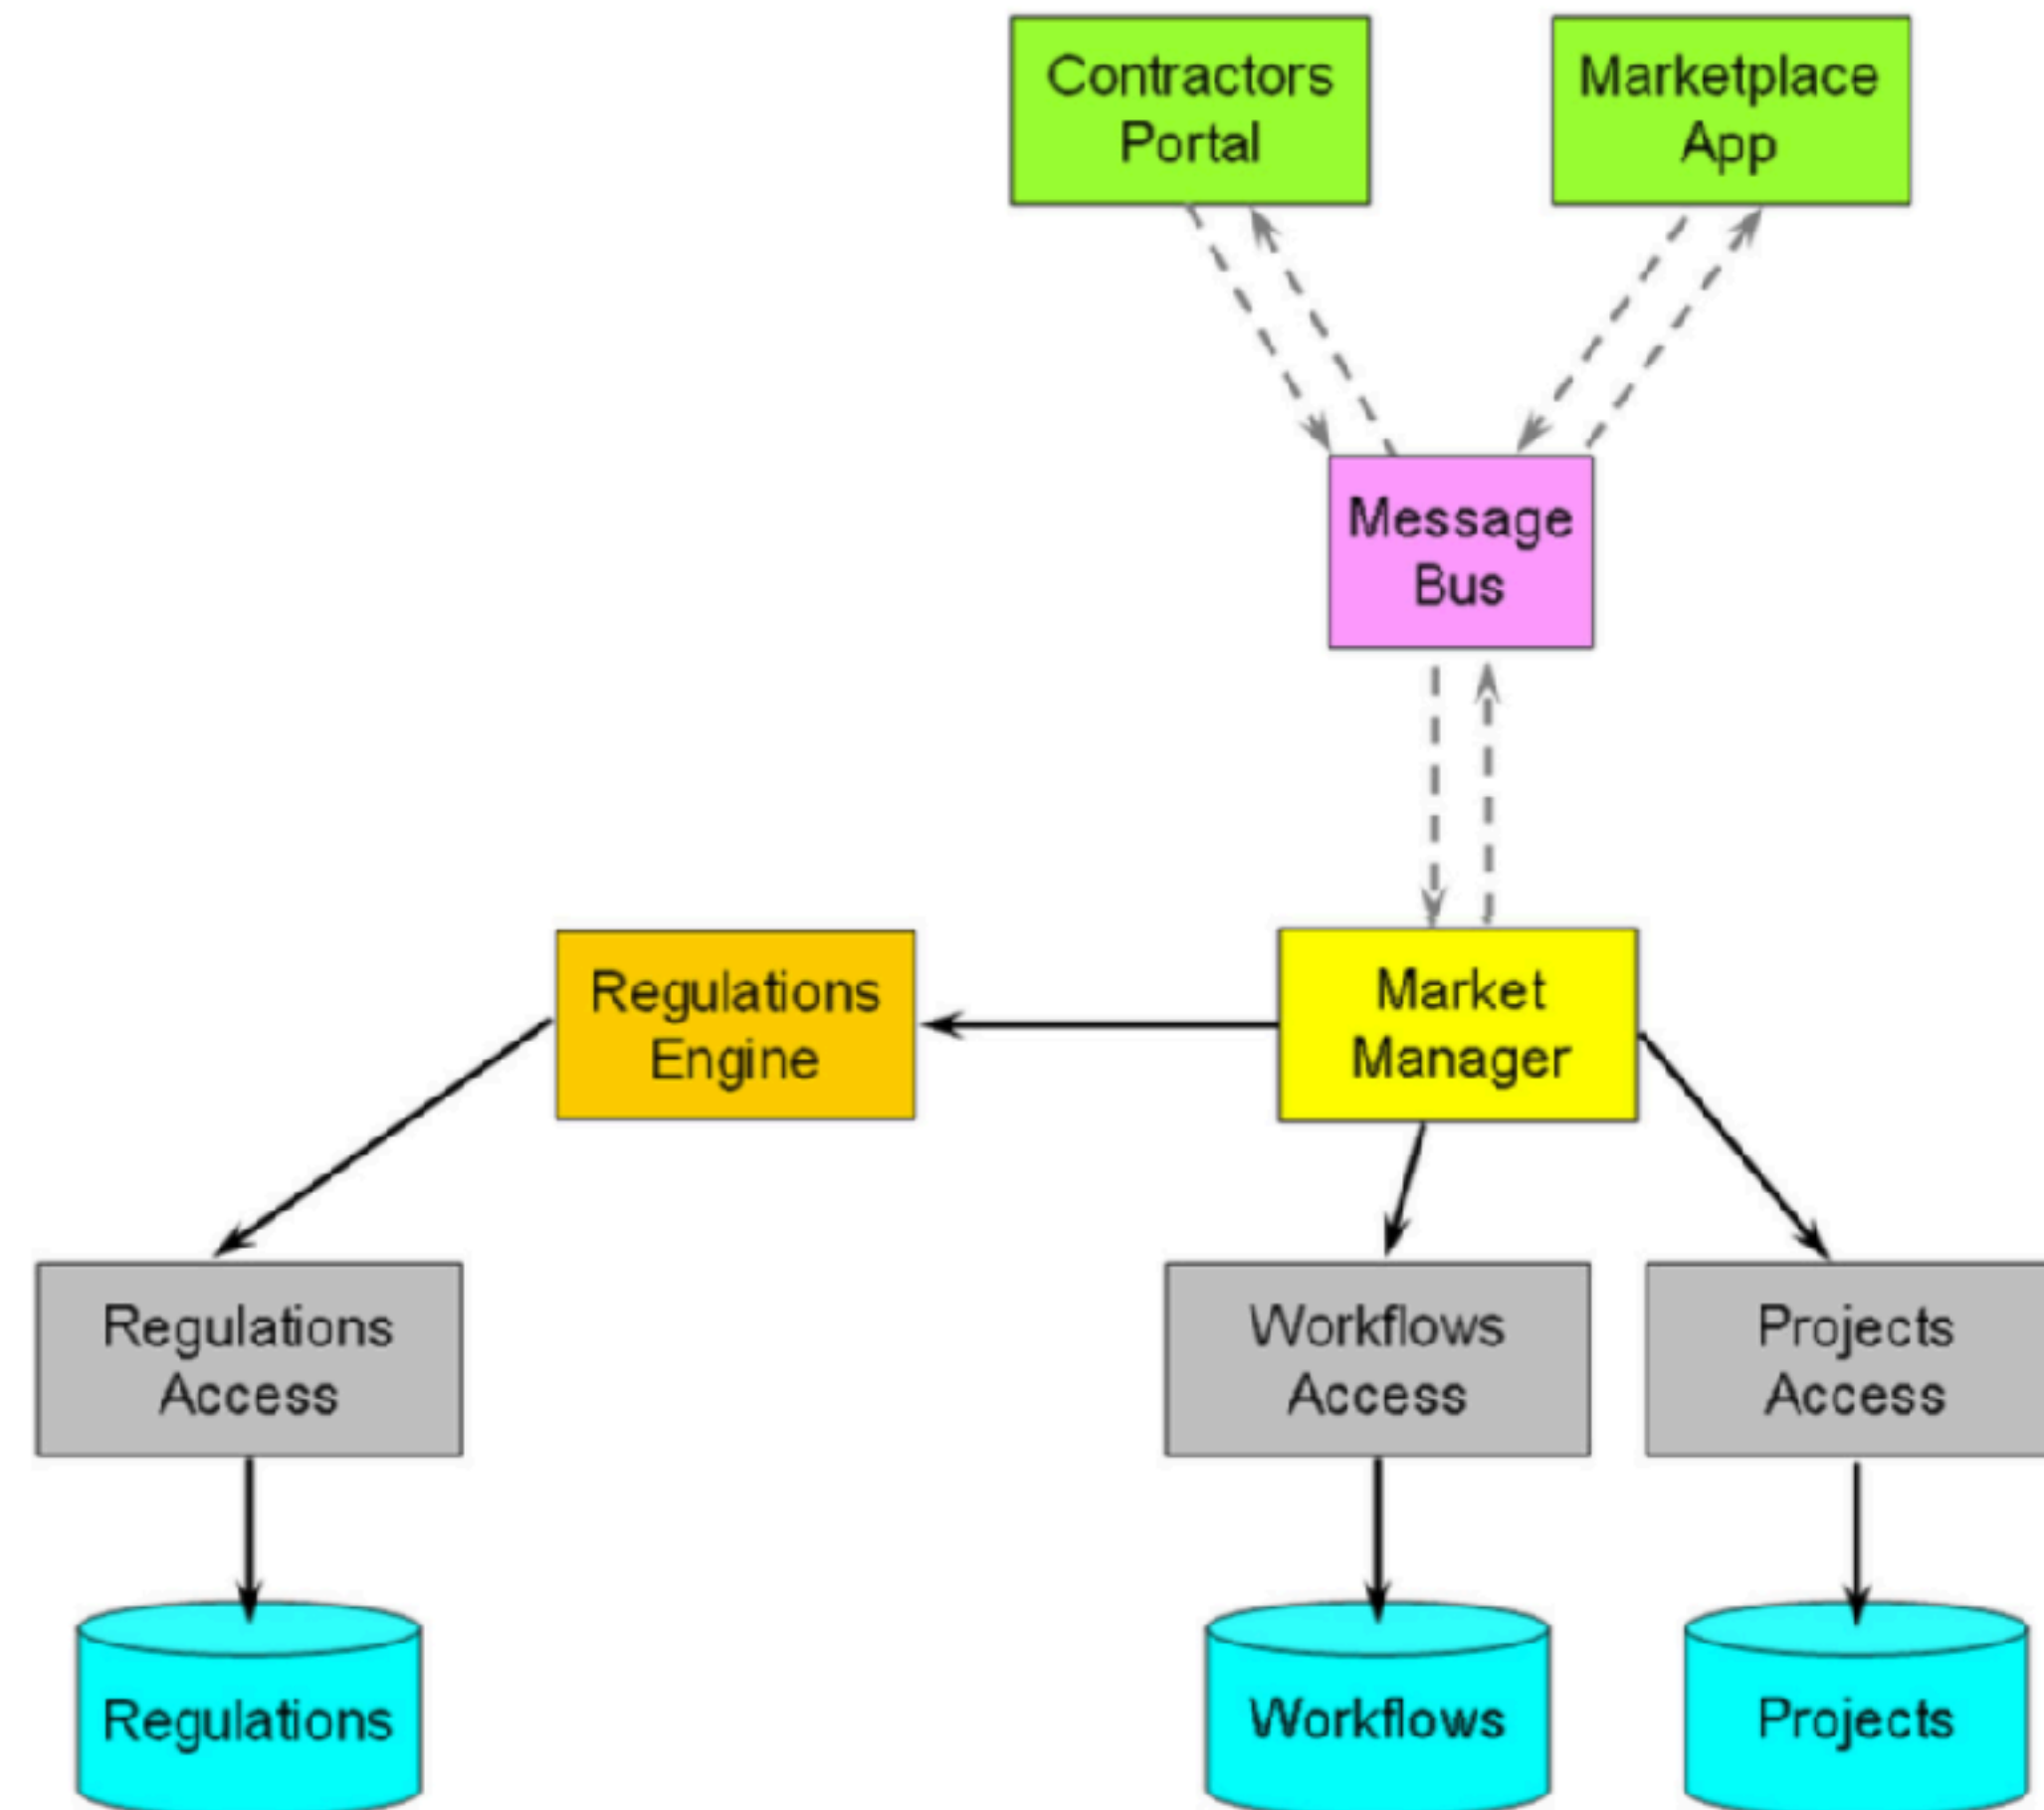 Contractors
Portal
Marketplace
App
Message
Bus
Regulations
Engine
Market
Manager
Regulations
Access
Workflows
Access
Projects
Access
Regulations
Workflows
Projects